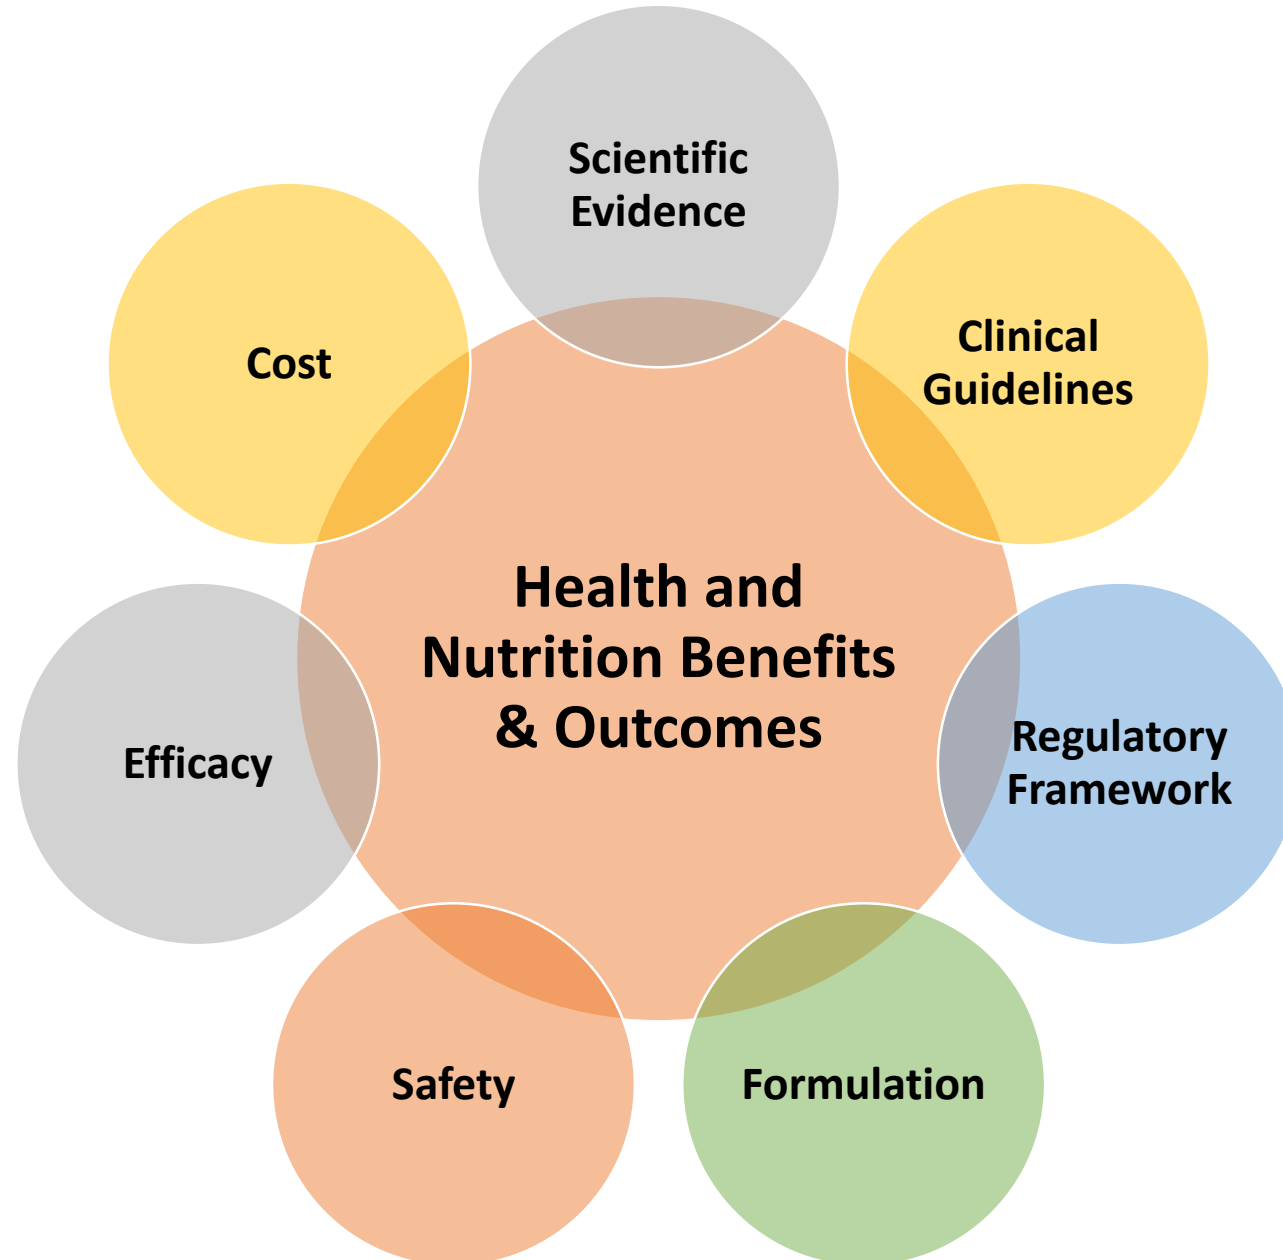 Scientific
Evidence
Clinical
Guidelines
Cost
Health and
Nutrition Benefits
& Outcomes
Regulatory
Framework
Efficacy
Safety
Formulation